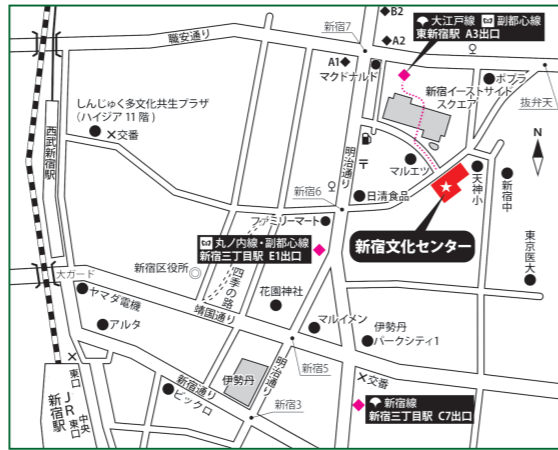 B2
大江戸線 副都心線
東新宿駅 A3出口
新宿7
A2
職安通り
A1
マクドナルド
ポプラ
新宿イーストサイド
スクエア
抜弁天
しんじゅく多文化共生プラザ
(ハイジア 11階)
交番
N
西武新宿駅
明治通り
〒
マルエツ
天神小
新宿中
日清食品
新宿6
ファミリーマート
丸ノ内線・副都心線
新宿三丁目駅 E1出口
新宿文化センター
東京医大
新宿区役所
四季の路
大ガード
花園神社
ヤマダ電機
靖国通り
アルタ
マルイメン
伊勢丹
パークシティ1
新宿5
明治通り
東口
新宿通り
伊勢丹
交番
JR新宿駅
中央東口
ビックロ
新宿3
新宿線
新宿三丁目駅 C7出口